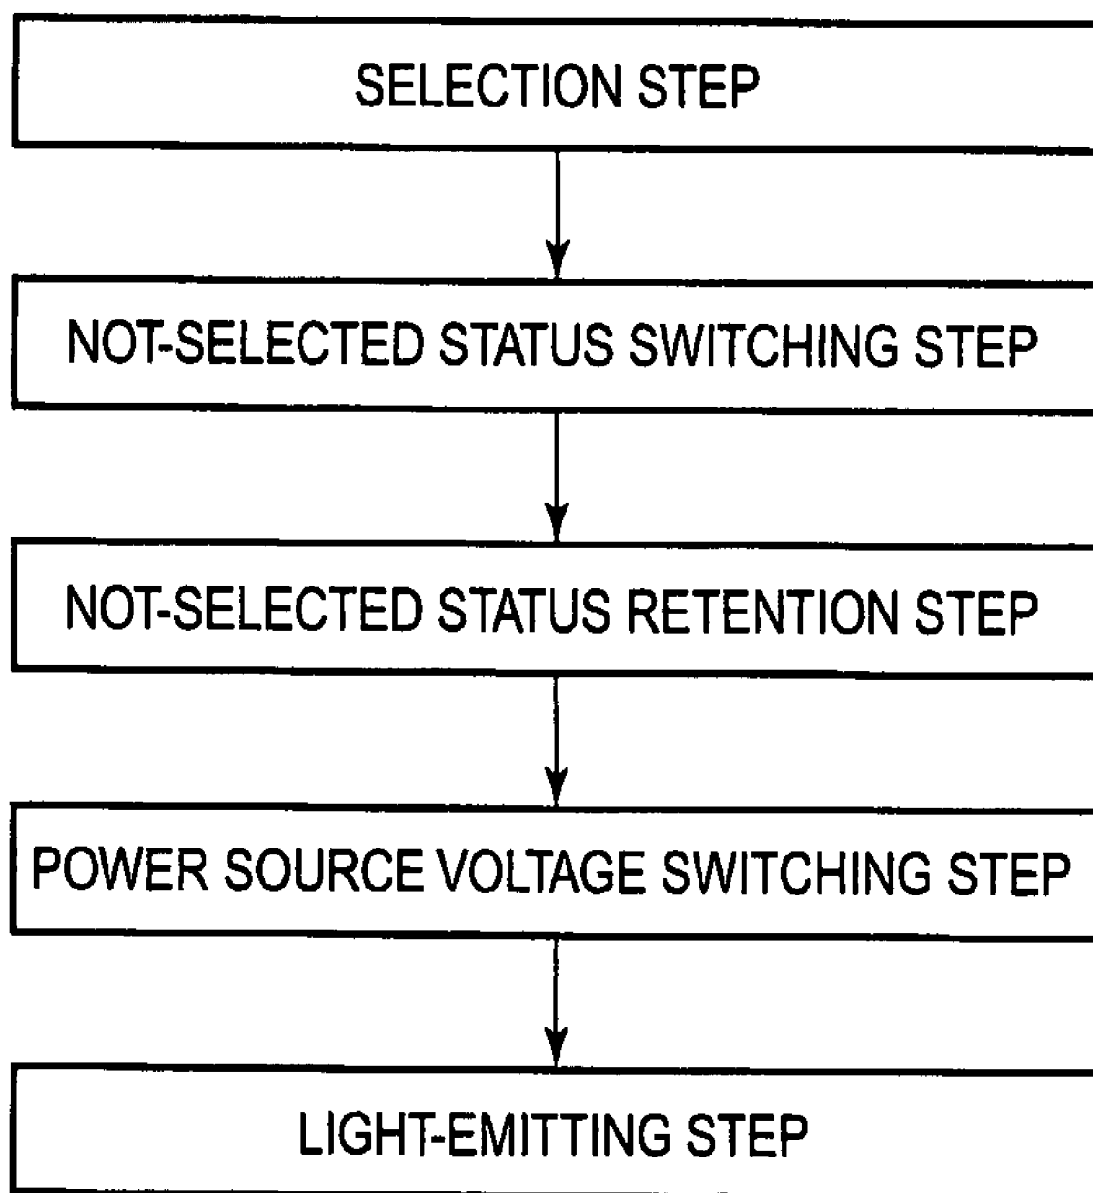 SELECTION STEP
NOT-SELECTED STATUS SWITCHING STEP
NOT-SELECTED STATUS RETENTION STEP
POWER SOURCE VOLTAGE SWITCHING STEP
LIGHT-EMITTING STEP